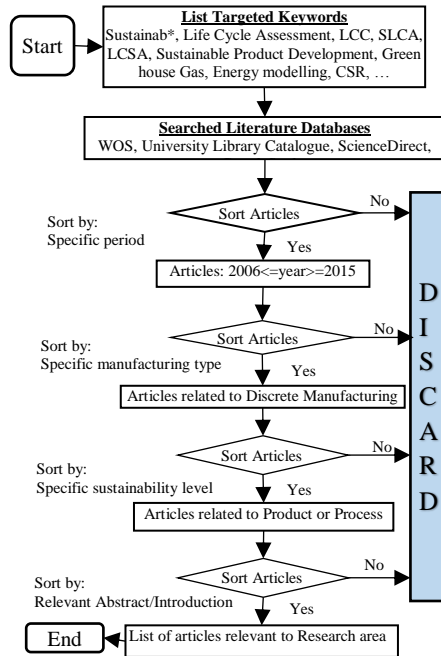 Start
List Targeted Keywords
Sustainab*, Life Cycle Assessment, LCC, SLCA,
LCSA, Sustainable Product Development, Green
house Gas, Energy modelling, CSR, …
Searched Literature Databases
WOS, University Library Catalogue, ScienceDirect,
Sort Articles
No
Sort by:
Specific period
Yes
Articles: 2006<=year>=2015
Sort Articles
No
Sort by:
Specific manufacturing type
Yes
Articles related to Discrete Manufacturing
Sort Articles
No
Sort by:
Specific sustainability level
Yes
Articles related to Product or Process
Sort Articles
No
Sort by:
Relevant Abstract/Introduction
Yes
List of articles relevant to Research area
End
D
I
S
C
A
R
D